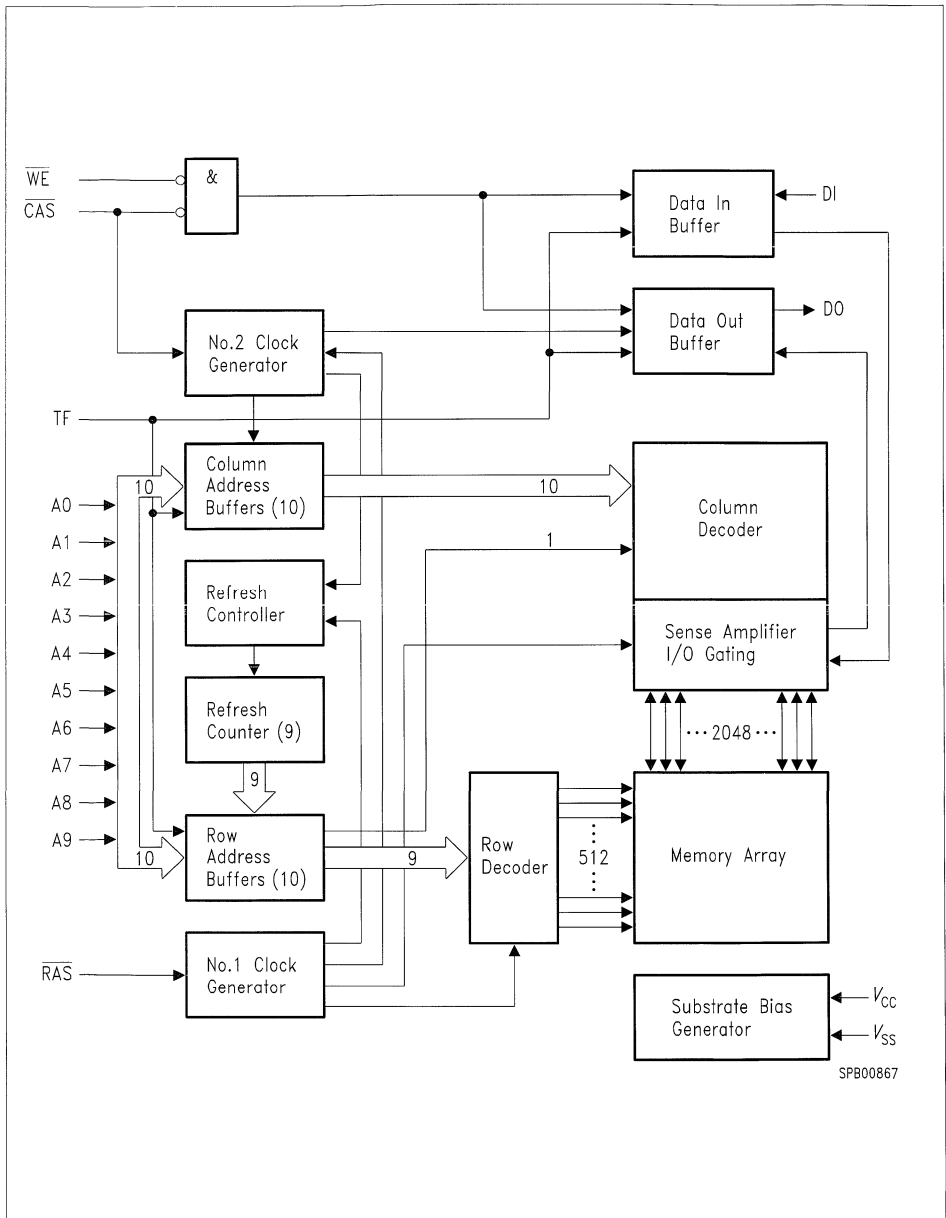 WE
&
CAS
Data In
Buffer
DI
No.2 Clock
Generator
Data Out
Buffer
DO
TF
Column
Address
Buffers (10)
10
10
Column
Decoder
A0
A1
A2
A3
A4
A5
A6
A7
A8
A9
1
Refresh
Controller
Sense Amplifier
I/O Gating
Refresh
Counter (9)
···2048···
9
10
Row
Address
Buffers (10)
9
Row
Decoder
512
Memory Array
RAS
No.1 Clock
Generator
Substrate Bias
Generator
VCC
VSS
SPB00867